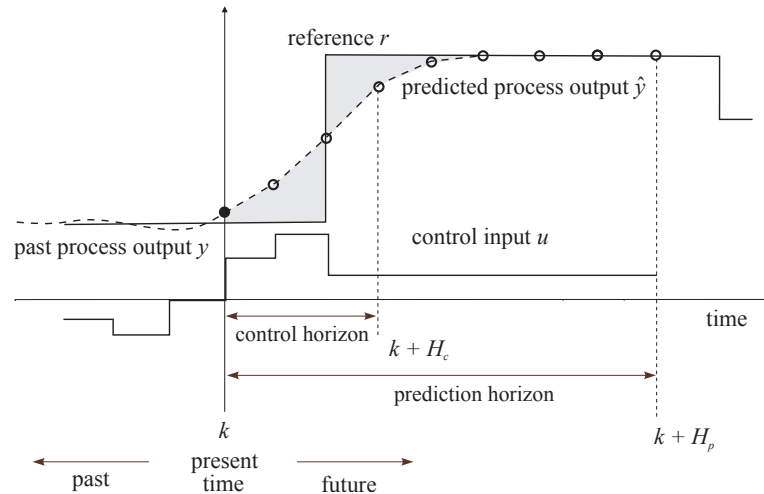 reference r
predicted process output ŷ
past process output y
control input u
time
control horizon
k + H_c
prediction horizon
k
k + H_p
present
time
past
future